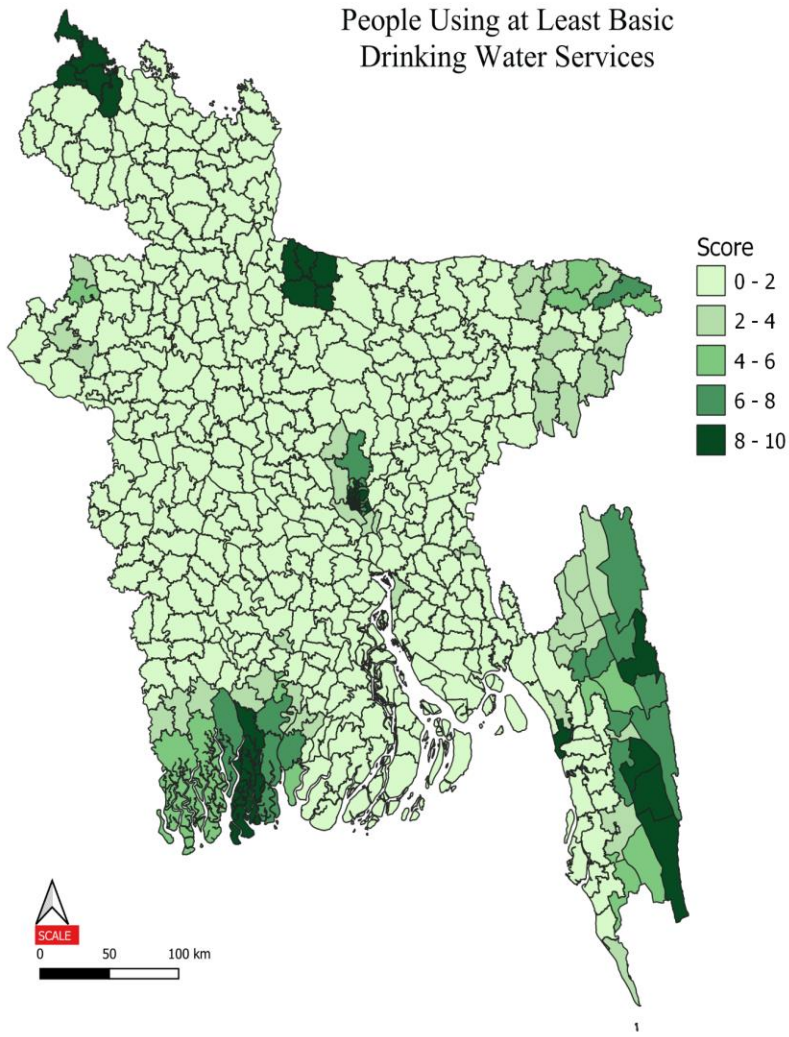 People Using at Least Basic
Drinking Water Services
Score
0 - 2
2 - 4
4 - 6
6 - 8
8 - 10
SCALE
0 50 100 km